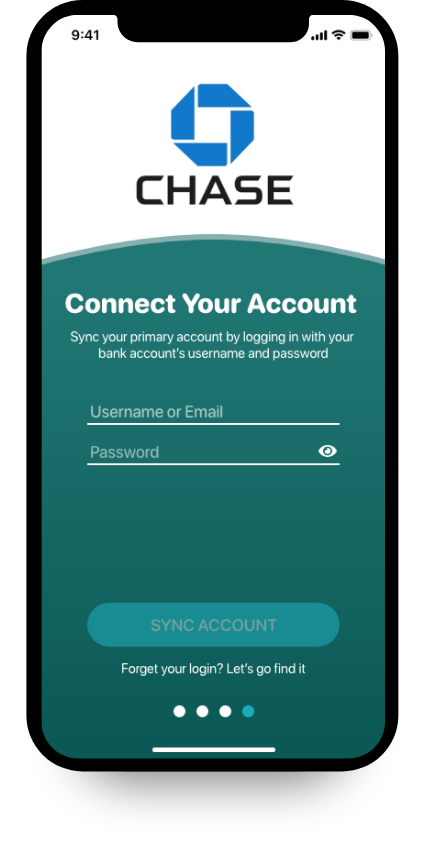 9:41
CHASE
Connect Your Account
Sync your primary account by logging in with your
bank account's username and password
Username or Email
Password
SYNC ACCOUNT
Forget your login? Let's go find it